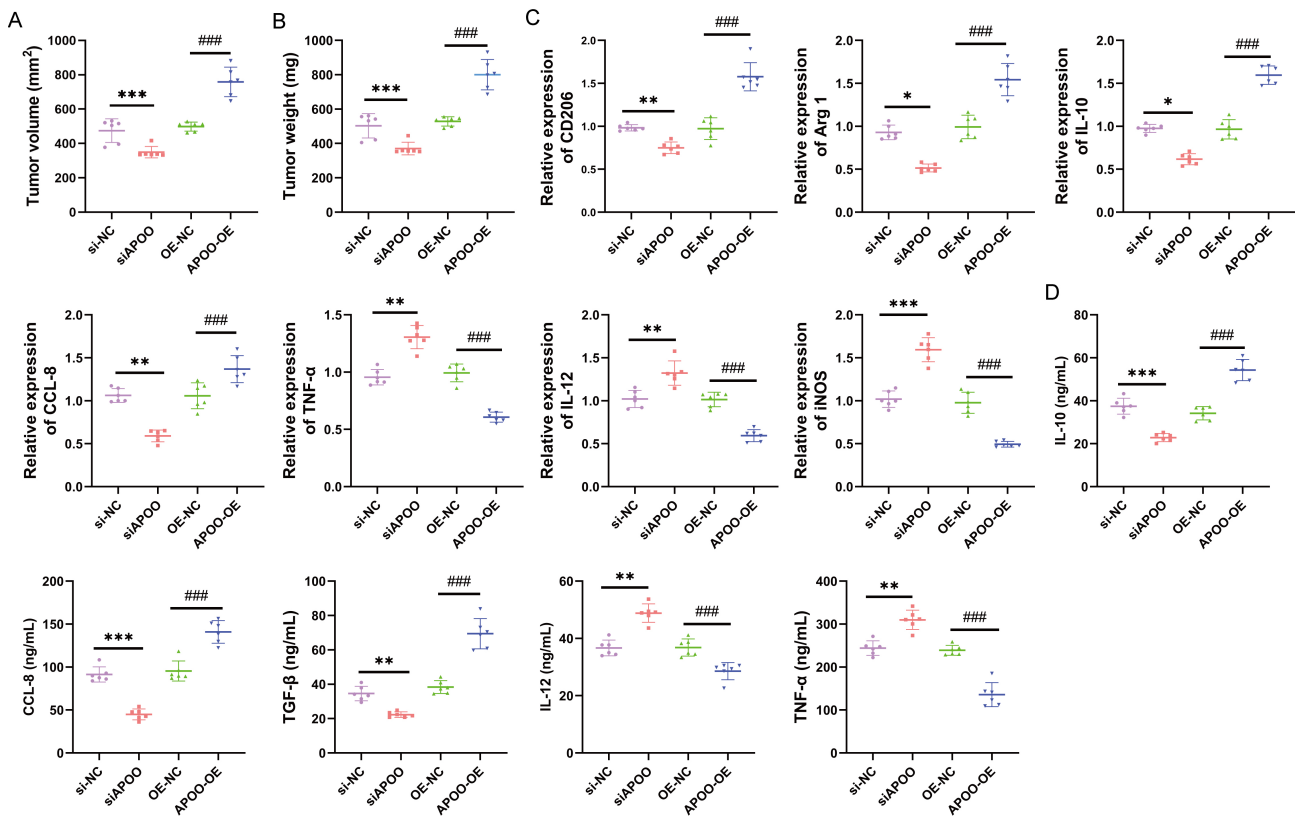 A
Tumor volume (mm²)
1000
800
600
400
200
0
***
###
si-NC
siAPOO
OE-NC
APOO-OE
B
Tumor weight (mg)
1000
800
600
400
200
0
***
###
si-NC
siAPOO
OE-NC
APOO-OE
C
Relative expression
of CD206
2.0
1.5
1.0
0.5
0.0
**
###
si-NC
siAPOO
OE-NC
APOO-OE
Relative expression
of Arg 1
2.0
1.5
1.0
0.5
0.0
*
###
si-NC
siAPOO
OE-NC
APOO-OE
Relative expression
of IL-10
2.0
1.5
1.0
0.5
0.0
*
###
si-NC
siAPOO
OE-NC
APOO-OE
Relative expression
of CCL-8
2.0
1.5
1.0
0.5
0.0
**
###
si-NC
siAPOO
OE-NC
APOO-OE
Relative expression
of TNF-α
1.5
1.0
0.5
0.0
**
###
si-NC
siAPOO
OE-NC
APOO-OE
Relative expression
of IL-12
2.0
1.5
1.0
0.5
0.0
**
###
si-NC
siAPOO
OE-NC
APOO-OE
Relative expression
of iNOS
2.0
1.5
1.0
0.5
0.0
***
###
si-NC
siAPOO
OE-NC
APOO-OE
D
IL-10 (ng/mL)
80
60
40
20
0
***
###
si-NC
siAPOO
OE-NC
APOO-OE
CCL-8 (ng/mL)
200
150
100
50
0
***
###
si-NC
siAPOO
OE-NC
APOO-OE
TGF-β (ng/mL)
100
80
60
40
20
0
**
###
si-NC
siAPOO
OE-NC
APOO-OE
IL-12 (ng/mL)
60
40
20
0
**
###
si-NC
siAPOO
OE-NC
APOO-OE
TNF-α (ng/mL)
400
300
200
100
0
**
###
si-NC
siAPOO
OE-NC
APOO-OE